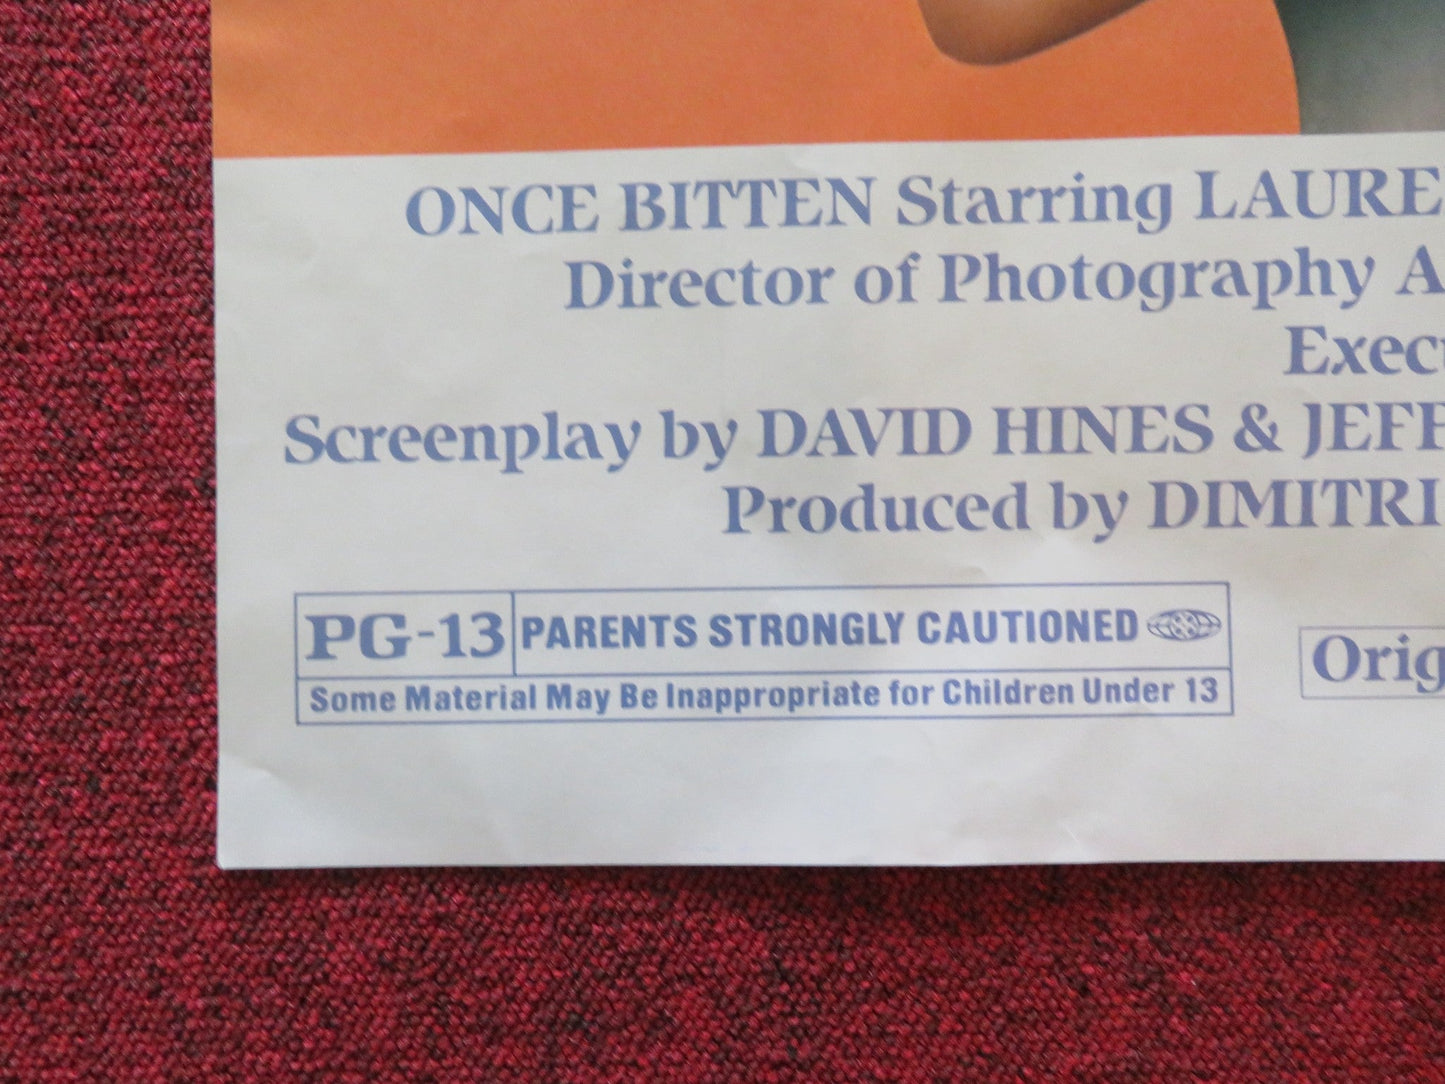 ONCE BITTEN Starring LAURE
Director of Photography A
Execu
Screenplay by DAVID HINES & JEFF
Produced by DIMITRI
PG-13 PARENTS STRONGLY CAUTIONED
Some Material May Be Inappropriate for Children Under 13
Orig